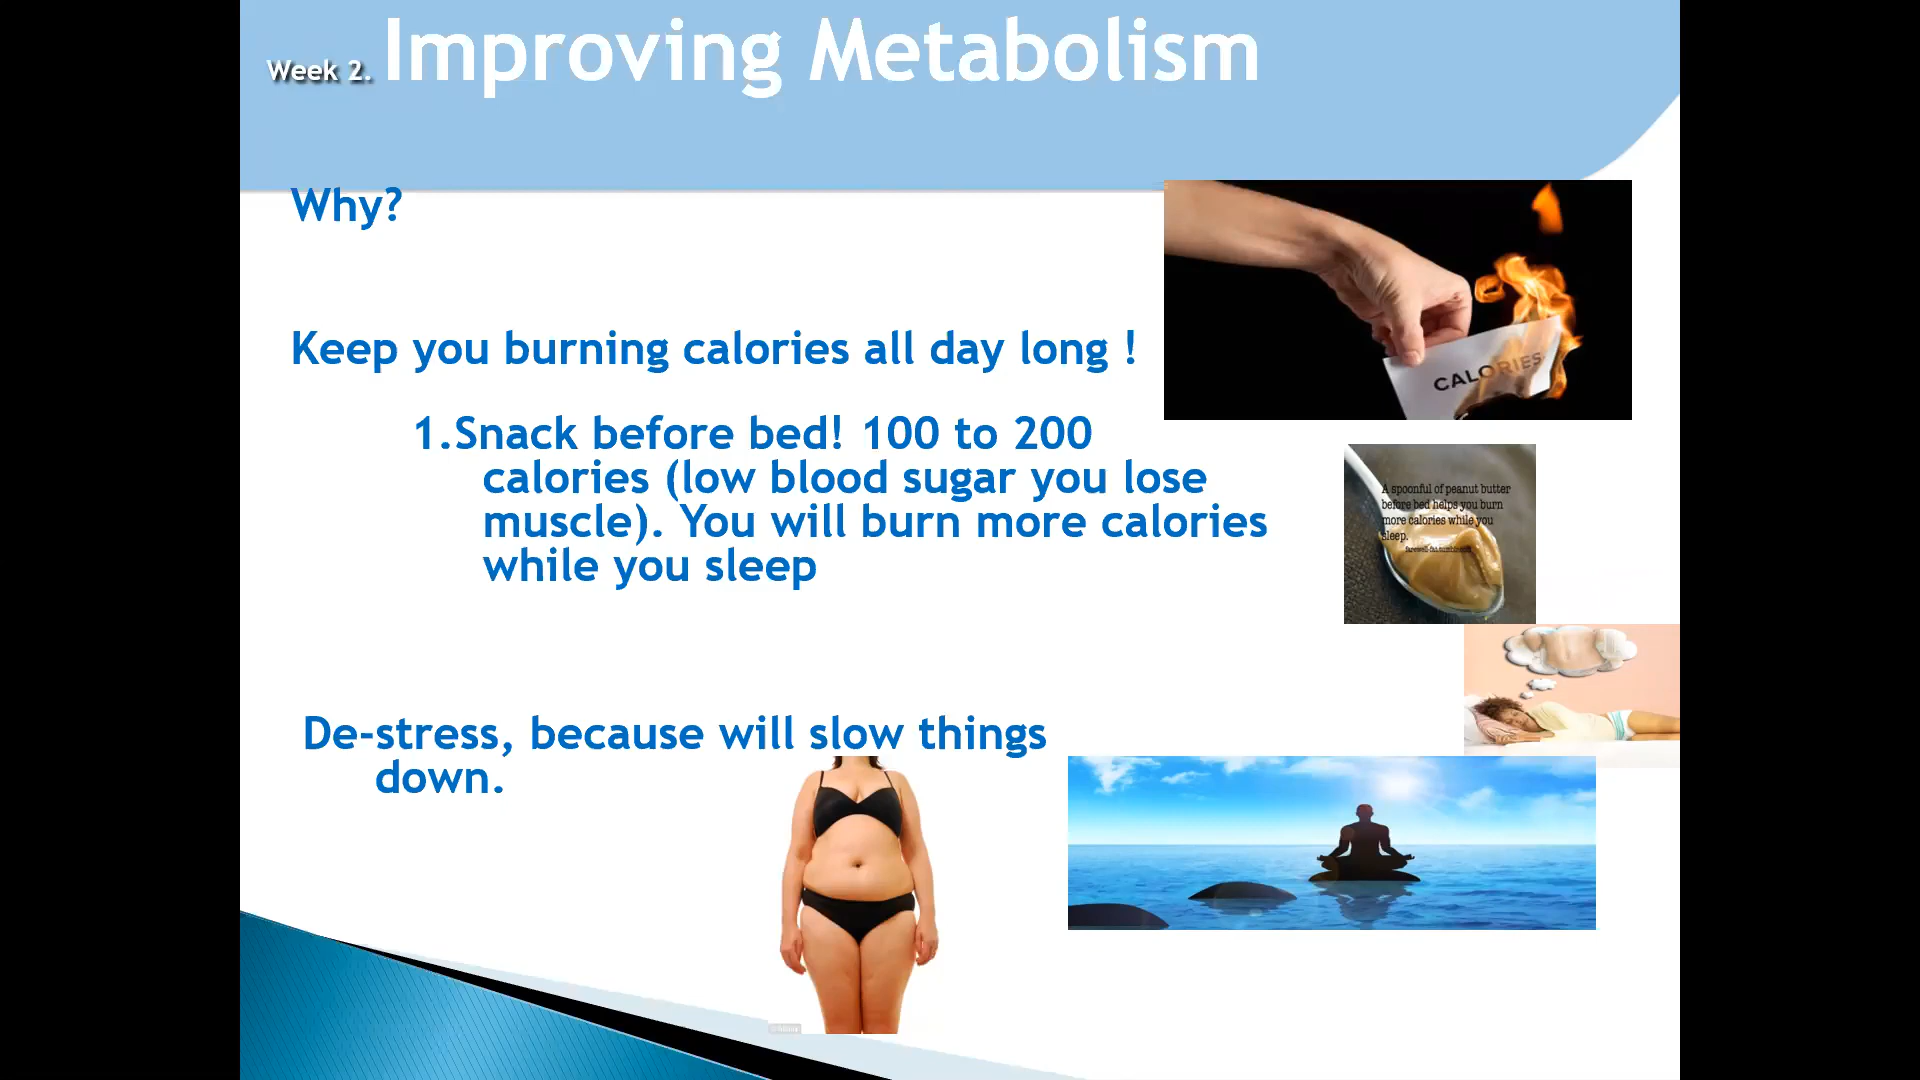 Week 2. Improving Metabolism
Why?
Keep you burning calories all day long !
CALORIES
1.Snack before bed! 100 to 200
calories (low blood sugar you lose
muscle). You will burn more calories
while you sleep
A spoonful of peanut butter
before bed helps you burn
more calories while you
sleep.
De-stress, because will slow things
down.